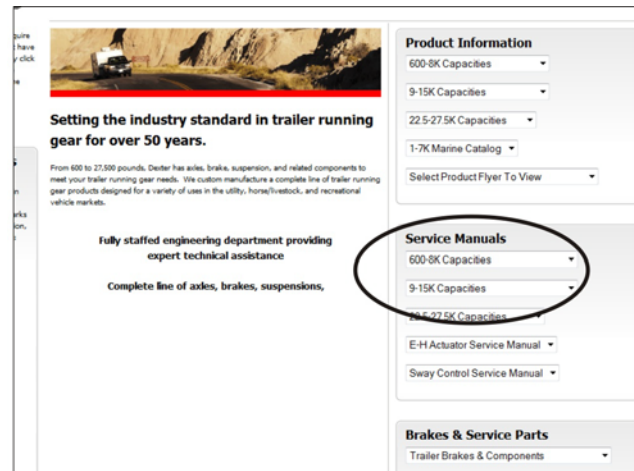 quire
have
y click
s
n
arks
ion,
Setting the industry standard in trailer running
gear for over 50 years.
From 600 to 27,500 pounds. Dexter has axles, brake, suspension, and related components to
meet your trailer running gear needs. We custom manufacture a complete line of trailer running
gear products designed for a variety of uses in the utility, horse/livestock, and recreational
vehicle markets.
Fully staffed engineering department providing
expert technical assistance
Complete line of axles, brakes, suspensions,
Product Information
600-8K Capacities
9-15K Capacities
22.5-27.5K Capacities
1-7K Marine Catalog
Select Product Flyer To View
Service Manuals
600-8K Capacities
9-15K Capacities
22.5-27.5K Capacities
E-H Actuator Service Manual
Sway Control Service Manual
Brakes & Service Parts
Trailer Brakes & Components